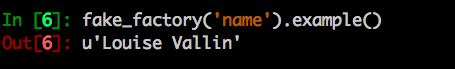 In [6]: fake_factory('name').example()
Out[6]: u'Louise Vallin'